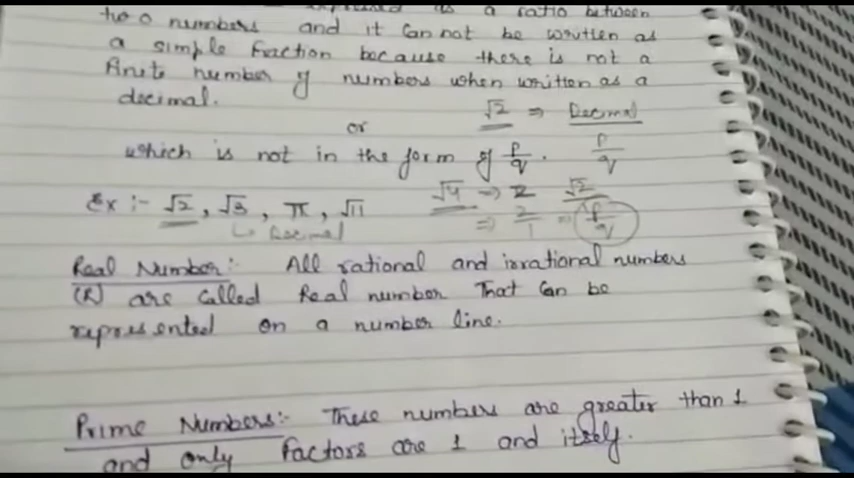 as a ratio between
two numbers and it can not be written as
a simple fraction because there is not a
finite number of numbers when written as a
decimal.
√2 ⇒ Decimal
or
which is not in the form of p/q. p/q
Ex :- √2, √3, π, √11 √4 ⇒ 2 √2
↳ Decimal ⇒ 2/1 ⇒ p/q
Real Number:- All rational and irrational numbers
(R) are called Real number That can be
represented on a number line.
Prime Numbers:- These numbers are greater than 1
and only factors are 1 and itself.